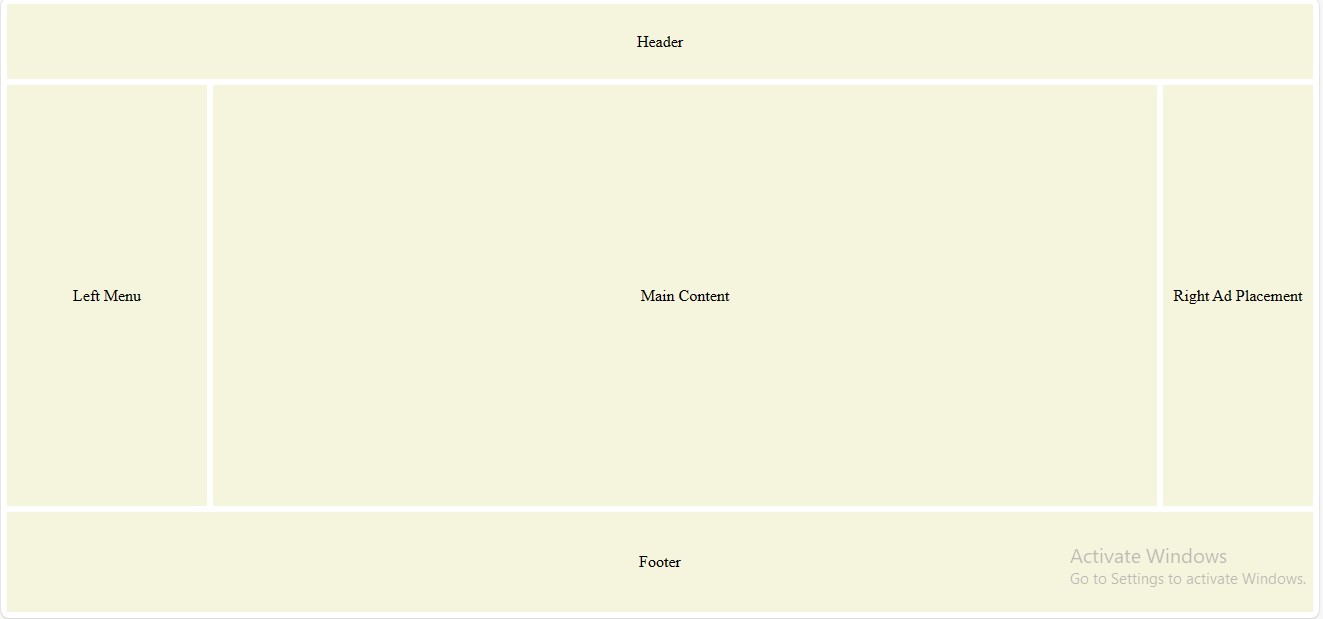 Header
Left Menu
Main Content
Right Ad Placement
Footer
Activate Windows
Go to Settings to activate Windows.